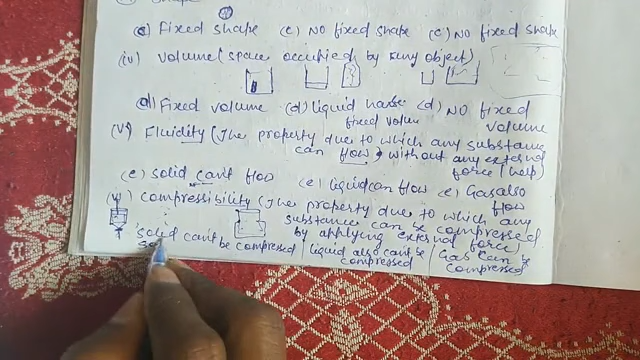 (c) Fixed shape (c) NO fixed shape (c) NO fixed shape
(iv) Volume (space occupied by any object)
(d) Fixed volume (d) liquid have fixed volum (d) NO fixed volume
(v) Fluidity (The property due to which any substance can flow, without any external force (help)
(e) solid can't flow (e) liquid can flow (e) Gas also flow
(v) Compressibility (The property due to which any substance can be compressed by applying external force)
solid can't be compressed | liquid also can't be compressed | Gas can be compressed